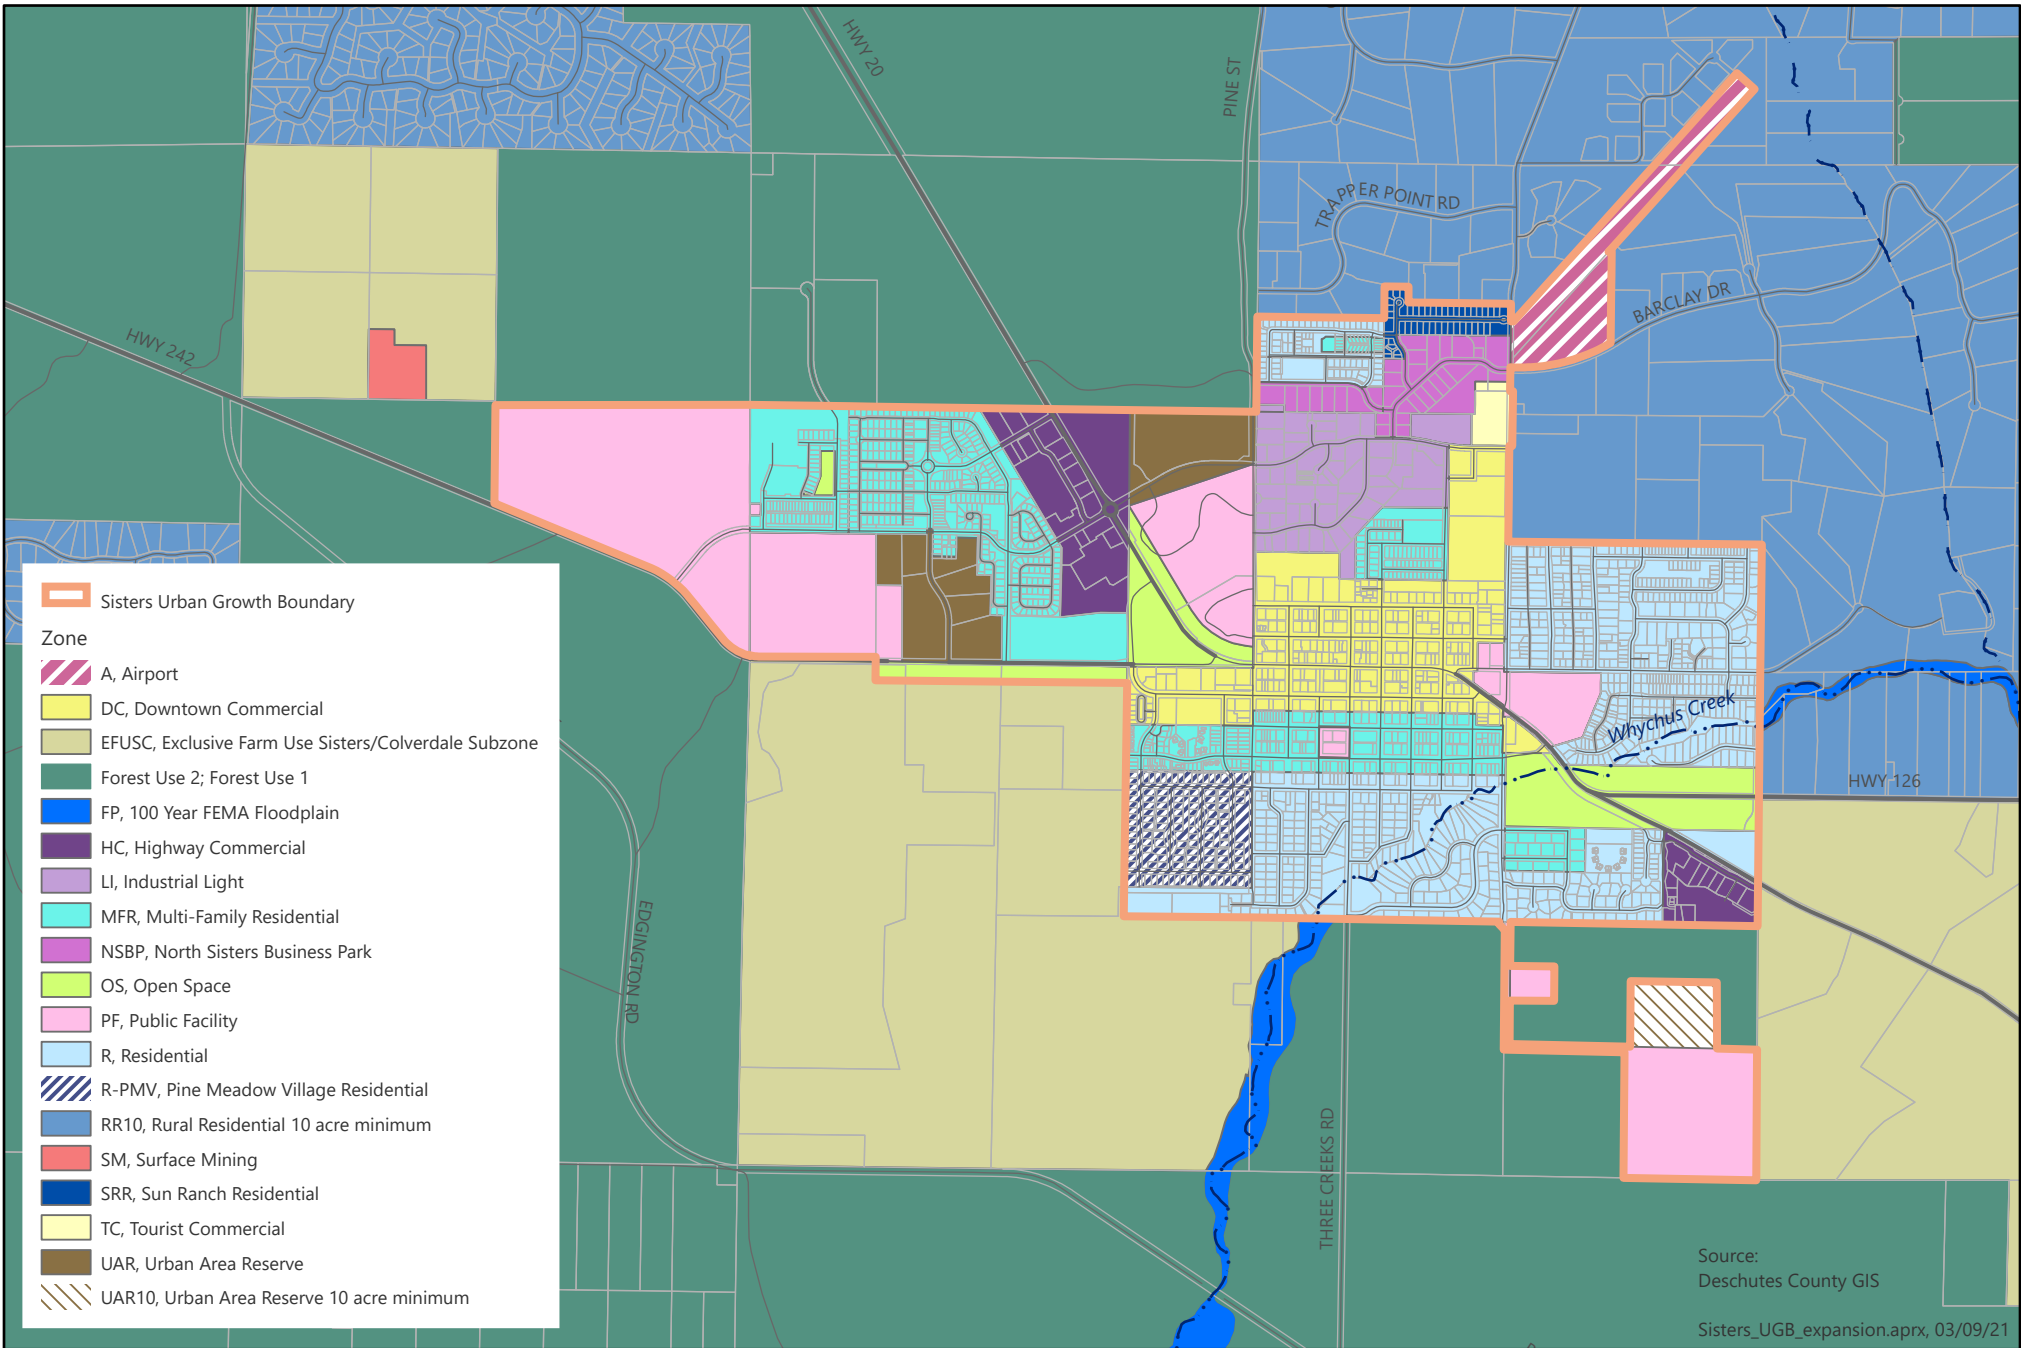 HWY 20
PINE ST
TRAPPER POINT RD
BARCLAY DR
HWY 242
Whychus Creek
HWY 126
EDGINGTON RD
THREE CREEKS RD
Sisters Urban Growth Boundary
Zone
A, Airport
DC, Downtown Commercial
EFUSC, Exclusive Farm Use Sisters/Colverdale Subzone
Forest Use 2; Forest Use 1
FP, 100 Year FEMA Floodplain
HC, Highway Commercial
LI, Industrial Light
MFR, Multi-Family Residential
NSBP, North Sisters Business Park
OS, Open Space
PF, Public Facility
R, Residential
R-PMV, Pine Meadow Village Residential
RR10, Rural Residential 10 acre minimum
SM, Surface Mining
SRR, Sun Ranch Residential
TC, Tourist Commercial
UAR, Urban Area Reserve
UAR10, Urban Area Reserve 10 acre minimum
Source:
Deschutes County GIS
Sisters_UGB_expansion.aprx, 03/09/21